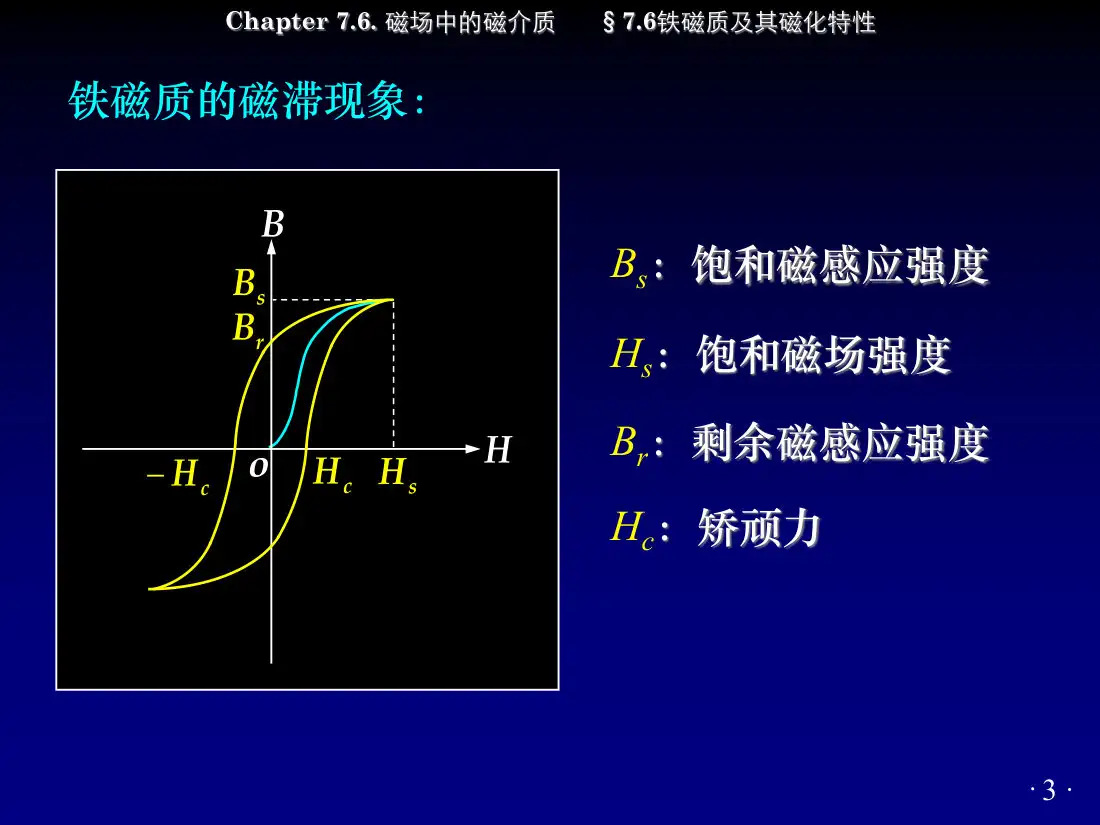 Chapter 7.6. 磁场中的磁介质 §7.6铁磁质及其磁化特性
铁磁质的磁滞现象:
B
Bs
Br
H
O
−Hc
Hc
Hs
Bs: 饱和磁感应强度
Hs: 饱和磁场强度
Br: 剩余磁感应强度
Hc: 矫顽力
·3·